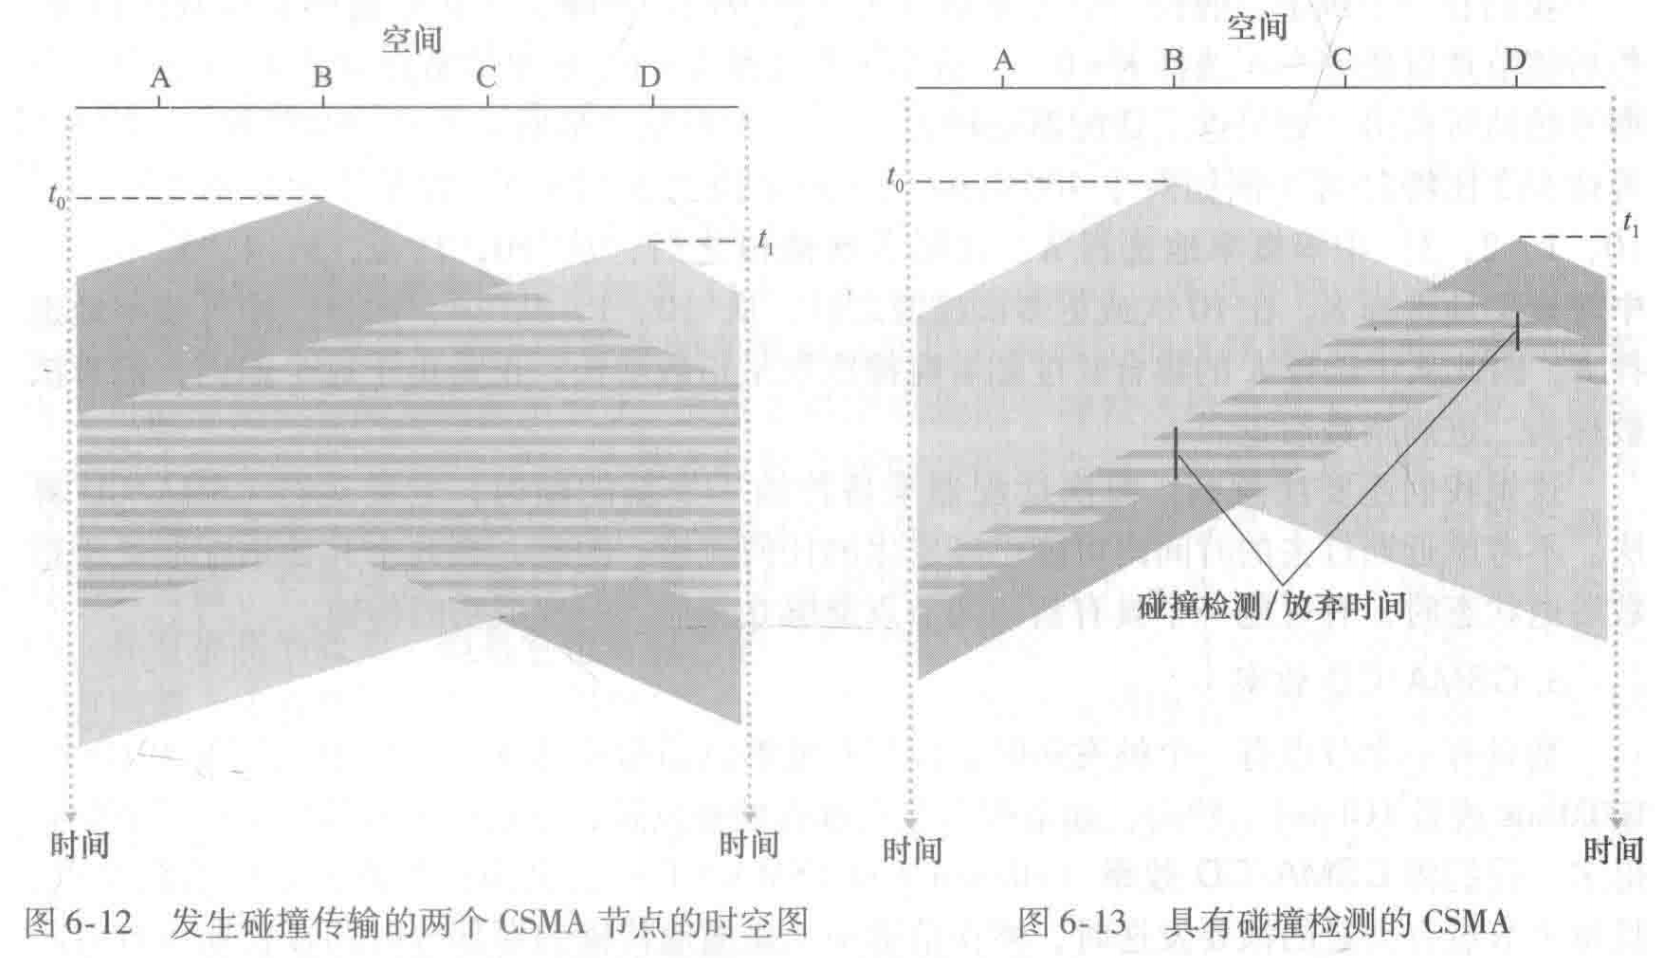 空间
A B C D
t0
t1
时间 时间
图 6-12 发生碰撞传输的两个 CSMA 节点的时空图
空间
A B C D
t0
t1
碰撞检测/放弃时间
时间 时间
图 6-13 具有碰撞检测的 CSMA